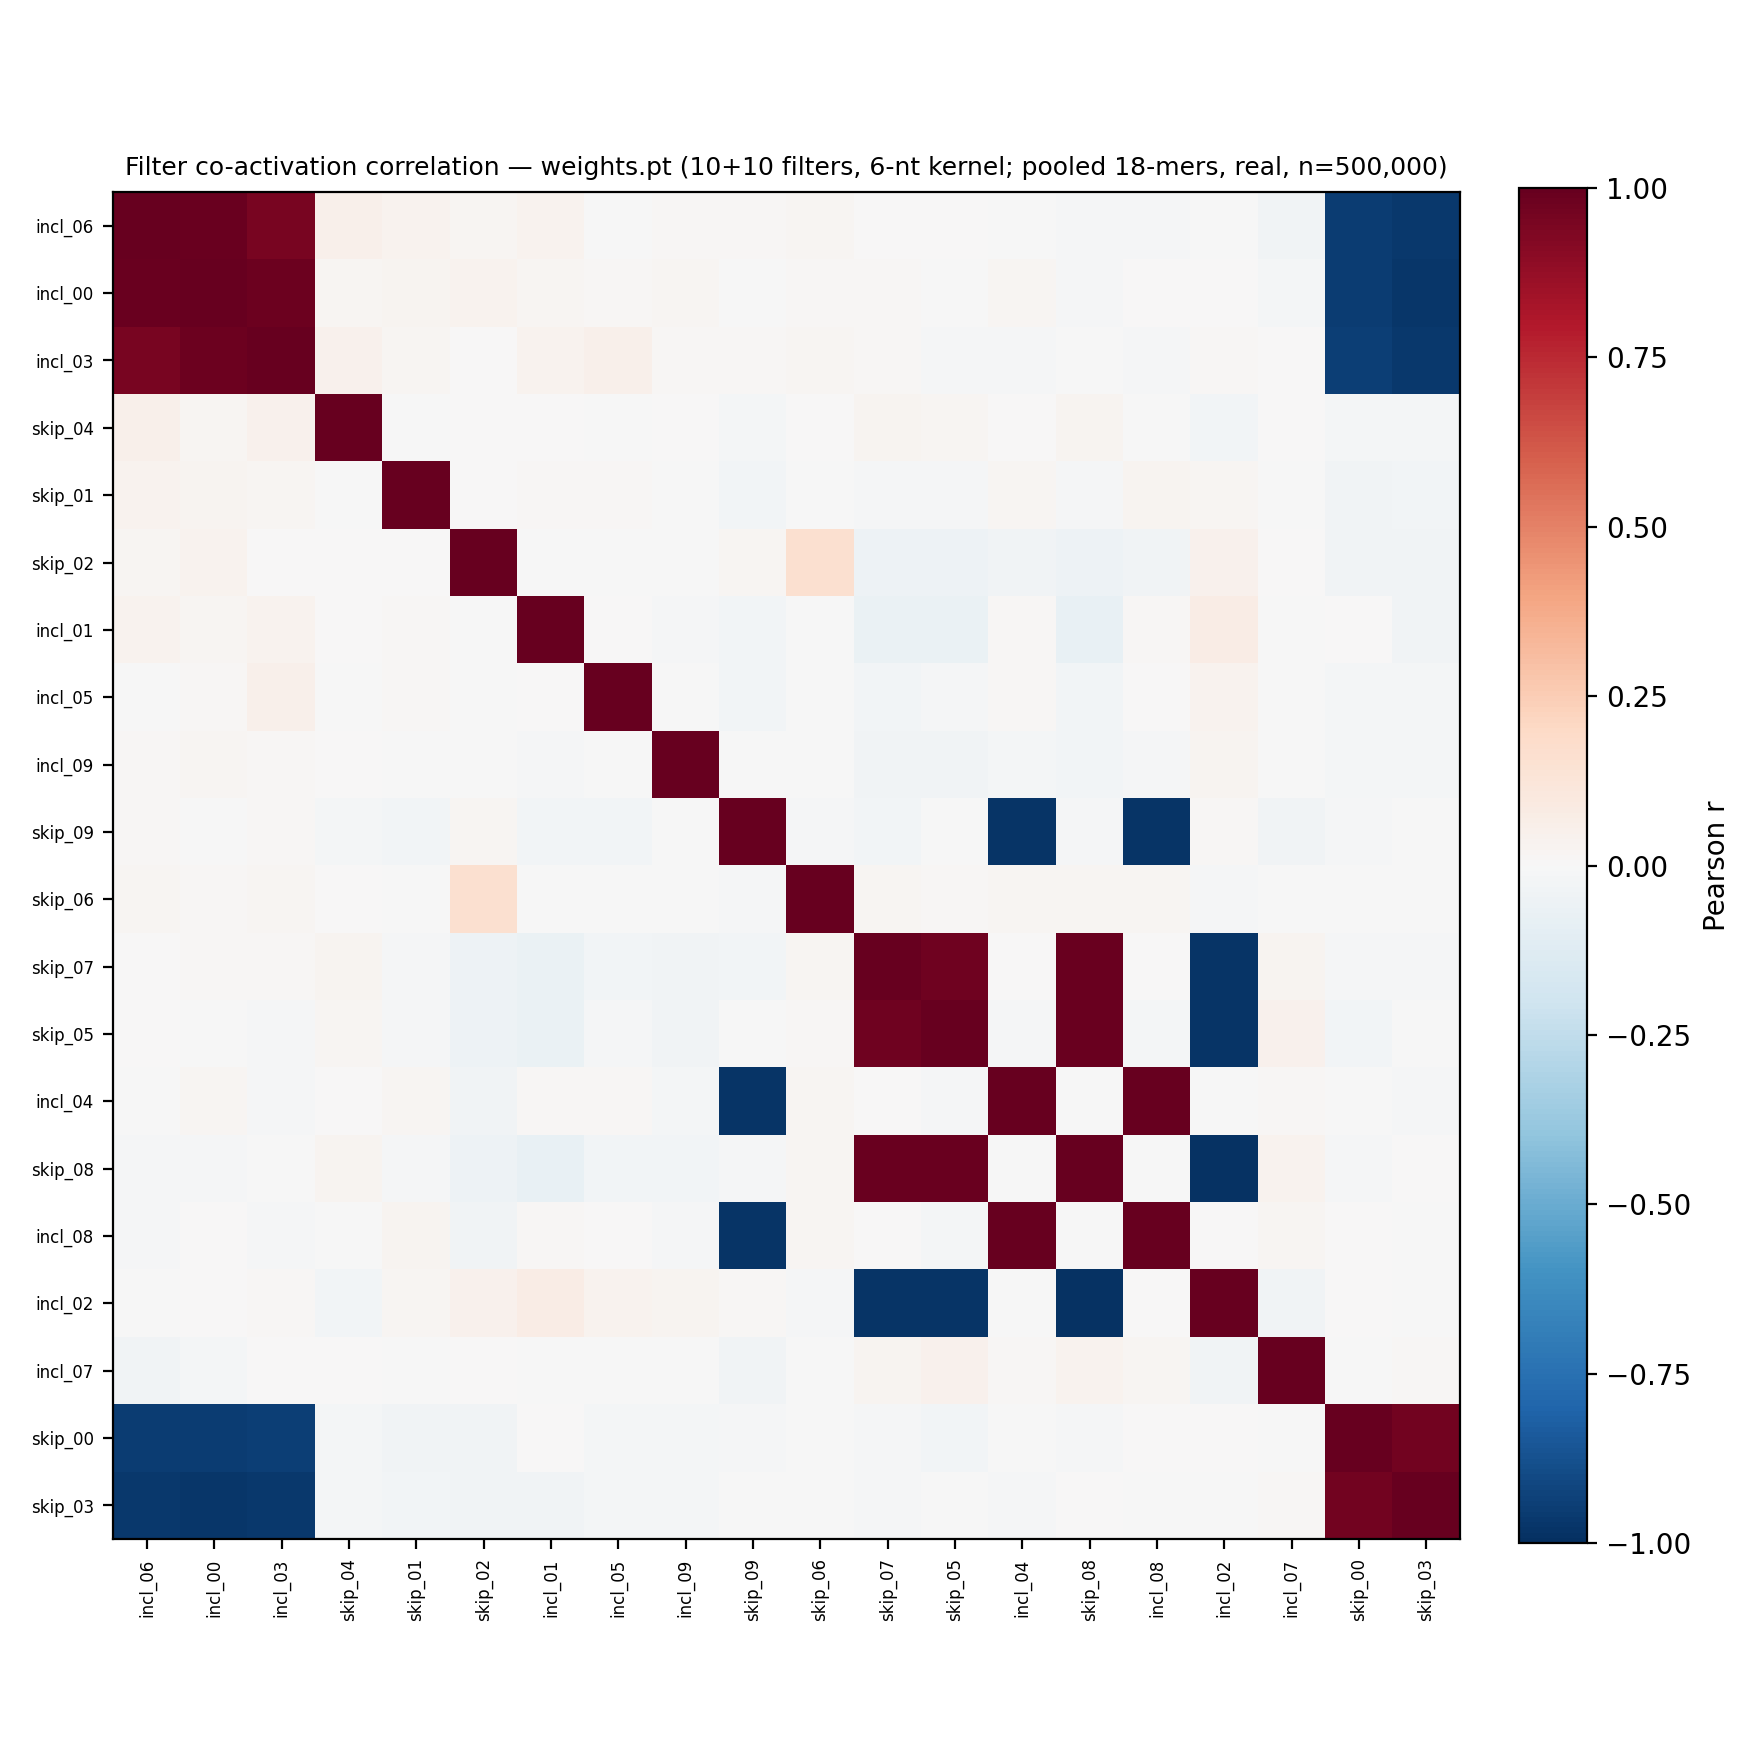 Filter co-activation correlation — weights.pt (10+10 filters, 6-nt kernel; pooled 18-mers, real, n=500,000)
incl_06
incl_00
incl_03
skip_04
skip_01
skip_02
incl_01
incl_05
incl_09
skip_09
skip_06
skip_07
skip_05
incl_04
skip_08
incl_08
incl_02
incl_07
skip_00
skip_03
incl_06
incl_00
incl_03
skip_04
skip_01
skip_02
incl_01
incl_05
incl_09
skip_09
skip_06
skip_07
skip_05
incl_04
skip_08
incl_08
incl_02
incl_07
skip_00
skip_03
1.00
0.75
0.50
0.25
0.00
−0.25
−0.50
−0.75
−1.00
Pearson r